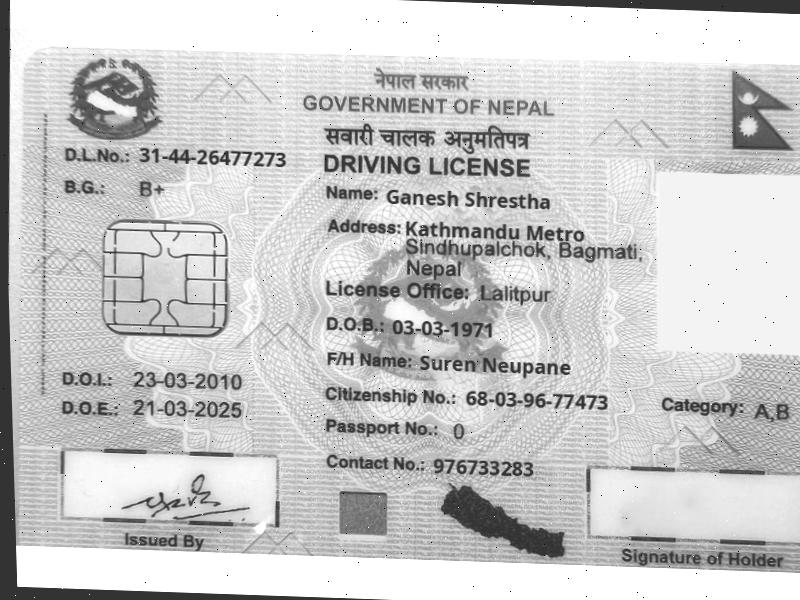 नेपाल सरकार
GOVERNMENT OF NEPAL
सवारी चालक अनुमतिपत्र
DRIVING LICENSE
D.L.No.: 31-44-26477273
B.G.: B+
Name: Ganesh Shrestha
Address: Kathmandu Metro
Sindhupalchok, Bagmati,
Nepal
License Office: Lalitpur
D.O.B.: 03-03-1971
F/H Name: Suren Neupane
D.O.I.: 23-03-2010
D.O.E.: 21-03-2025
Citizenship No.: 68-03-96-77473
Category: A,B
Passport No.: 0
Contact No.: 976733283
Issued By
Signature of Holder